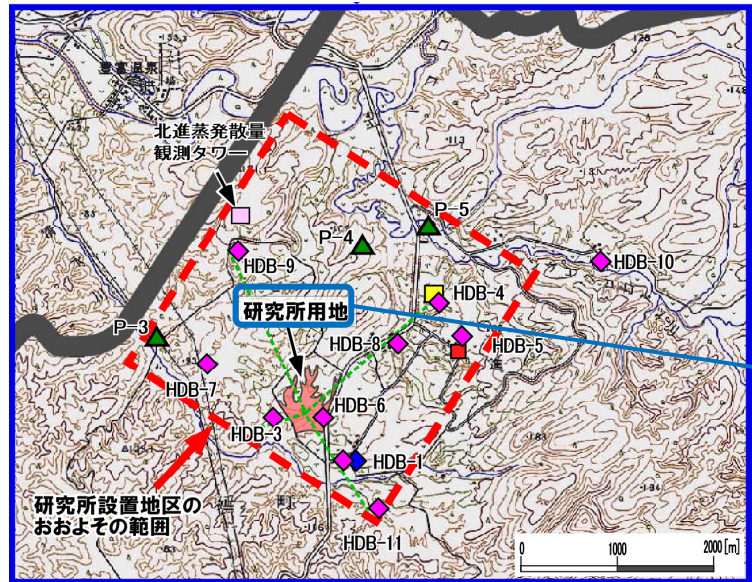 豊富温泉
北進蒸発散量
観測タワー
P-5
P-4
HDB-9
HDB-10
研究所用地
HDB-4
P-3
HDB-8
HDB-5
HDB-7
HDB-6
HDB-3
HDB-1
研究所設置地区の
おおよその範囲
HDB-11
0
1000
2000 [m]